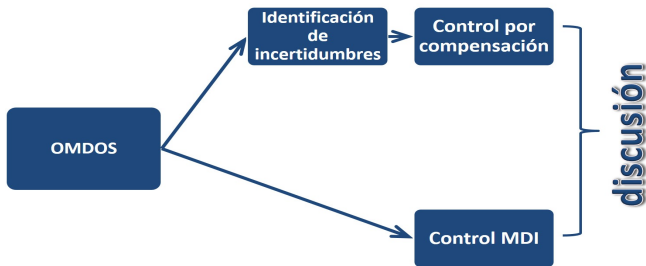 Identificación
de
incertidumbres
Control por
compensación
OMDOS
discusión
Control MDI